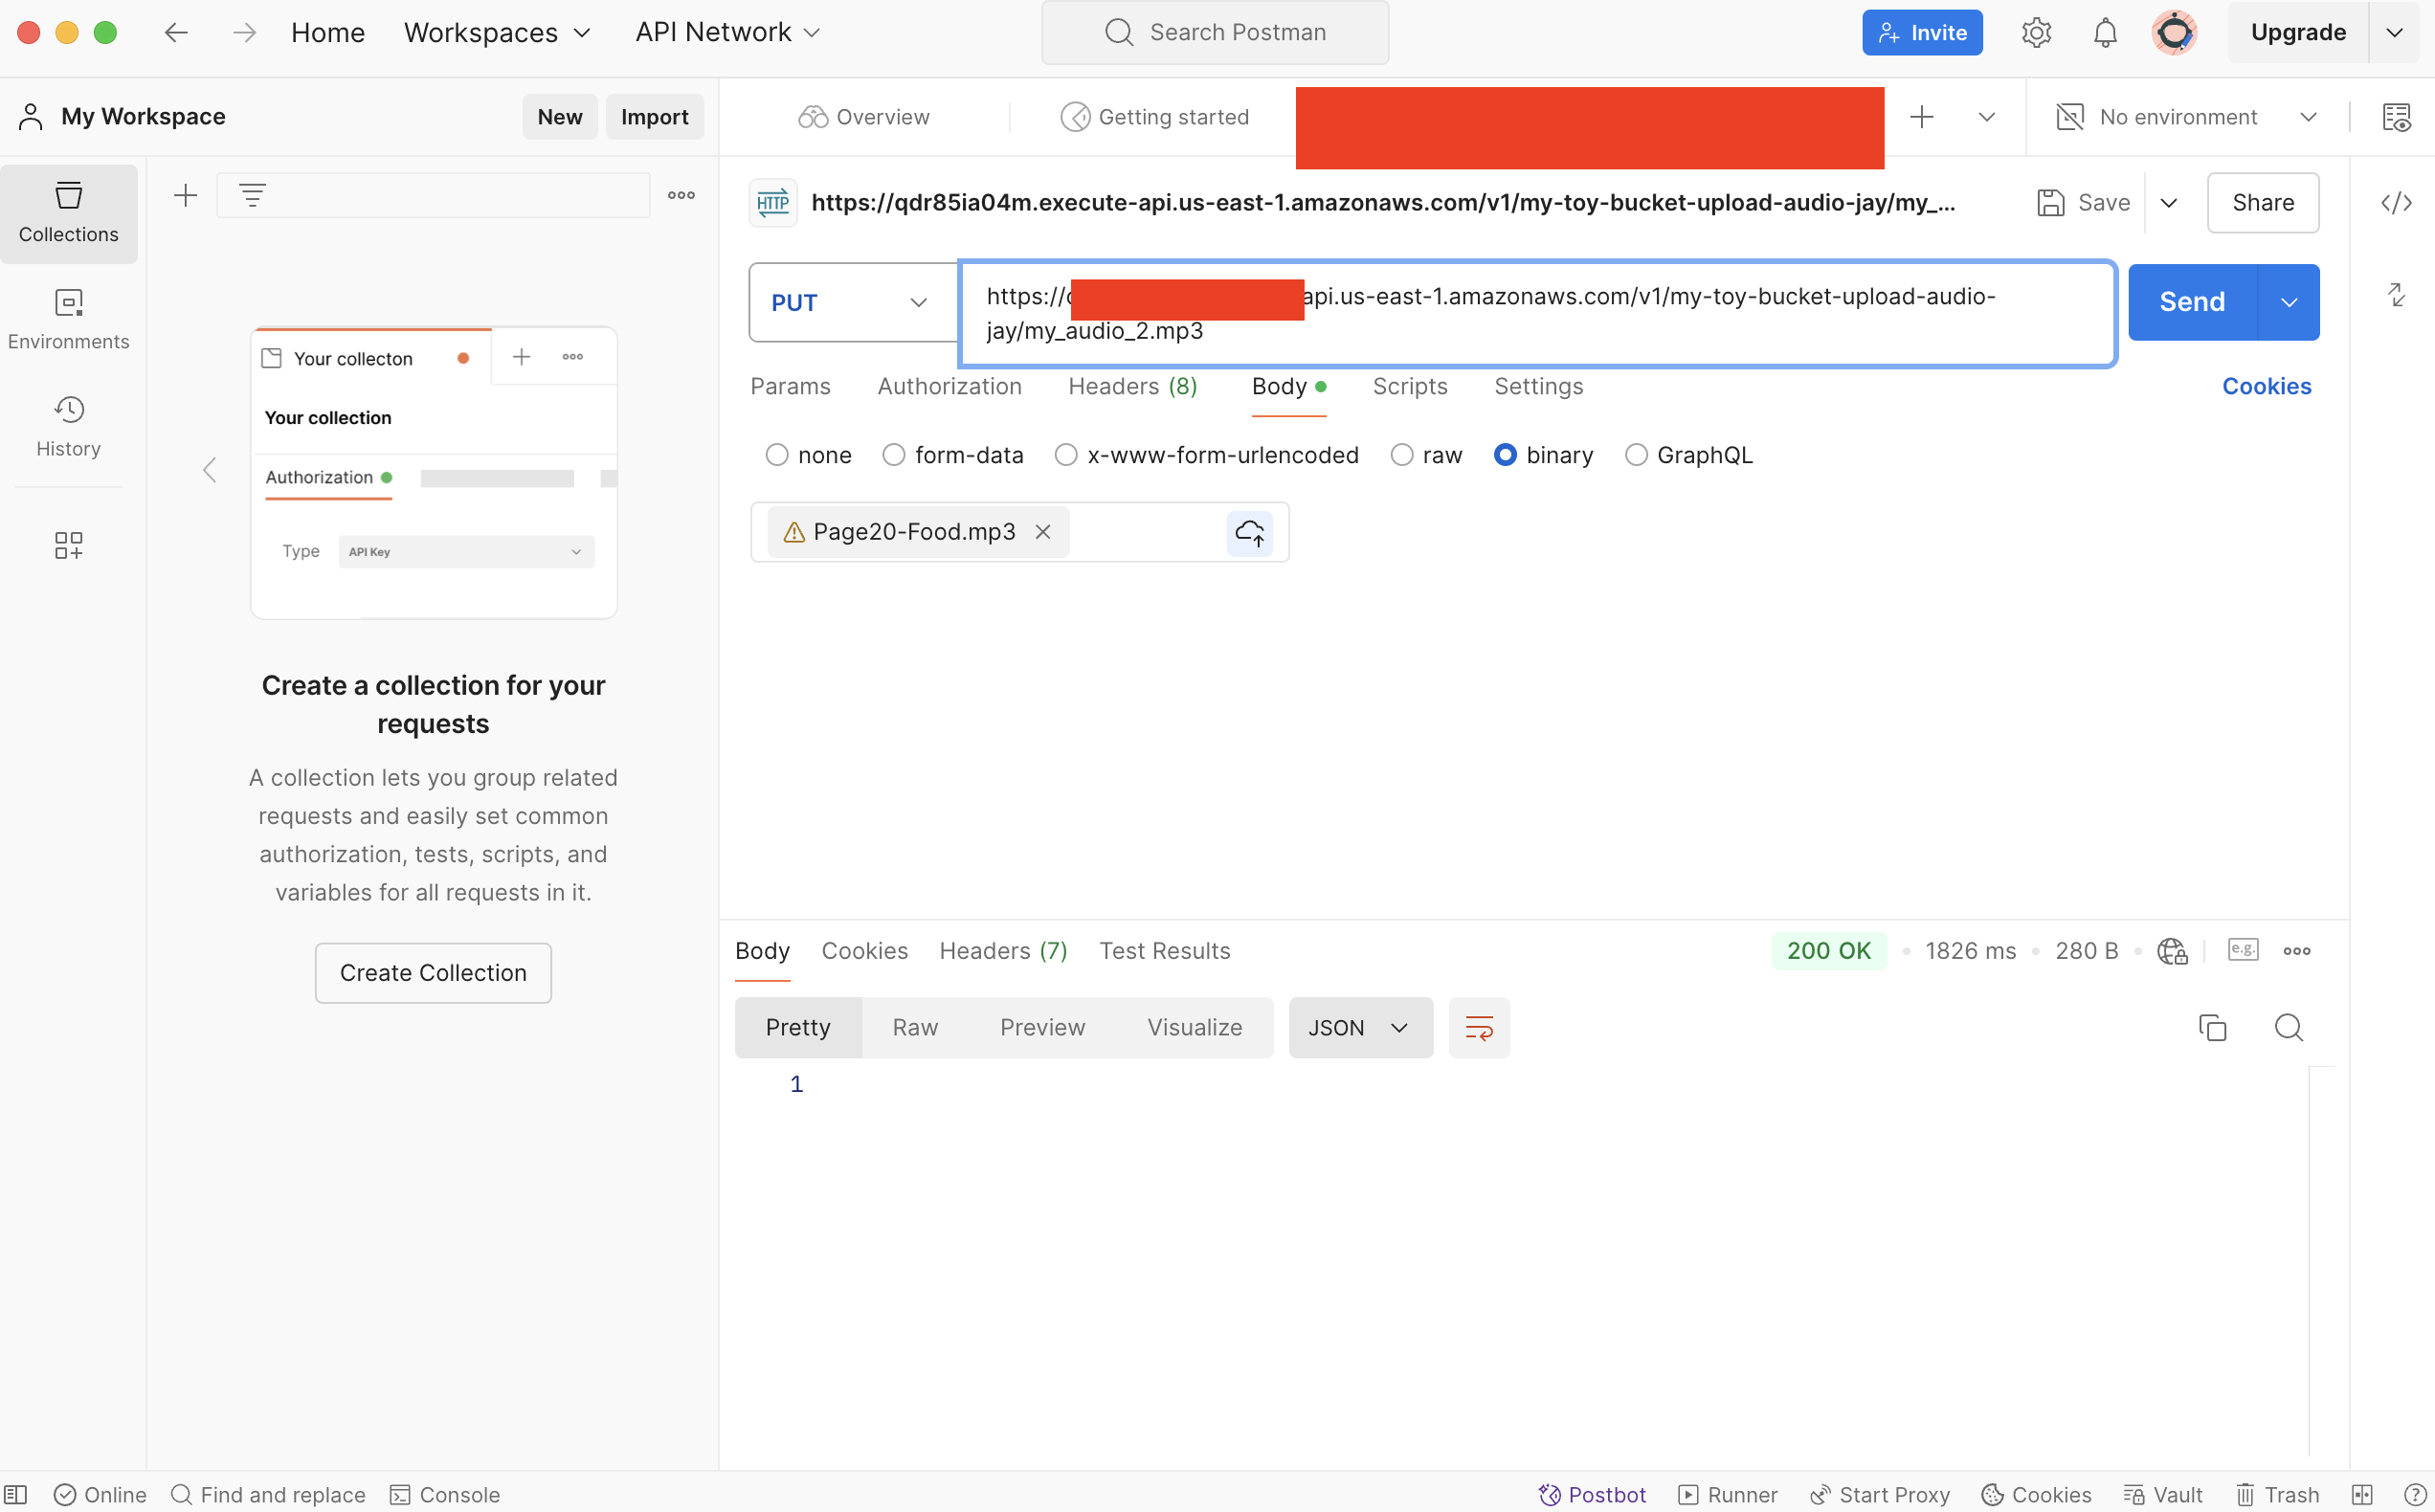 Home
Workspaces
API Network
Search Postman
Invite
Upgrade
My Workspace
New
Import
Overview
Getting started
No environment
Collections
Environments
History
Your collecton
Your collection
Authorization
Type
API Key
Create a collection for your
requests
A collection lets you group related
requests and easily set common
authorization, tests, scripts, and
variables for all requests in it.
Create Collection
HTTP
https://qdr85ia04m.execute-api.us-east-1.amazonaws.com/v1/my-toy-bucket-upload-audio-jay/my_...
Save
Share
</>
PUT
https:// api.us-east-1.amazonaws.com/v1/my-toy-bucket-upload-audio-
jay/my_audio_2.mp3
Send
Params
Authorization
Headers (8)
Body
Scripts
Settings
Cookies
none
form-data
x-www-form-urlencoded
raw
binary
GraphQL
Page20-Food.mp3
Body
Cookies
Headers (7)
Test Results
200 OK
1826 ms
280 B
e.g.
Pretty
Raw
Preview
Visualize
JSON
1
Online
Find and replace
Console
Postbot
Runner
Start Proxy
Cookies
Vault
Trash